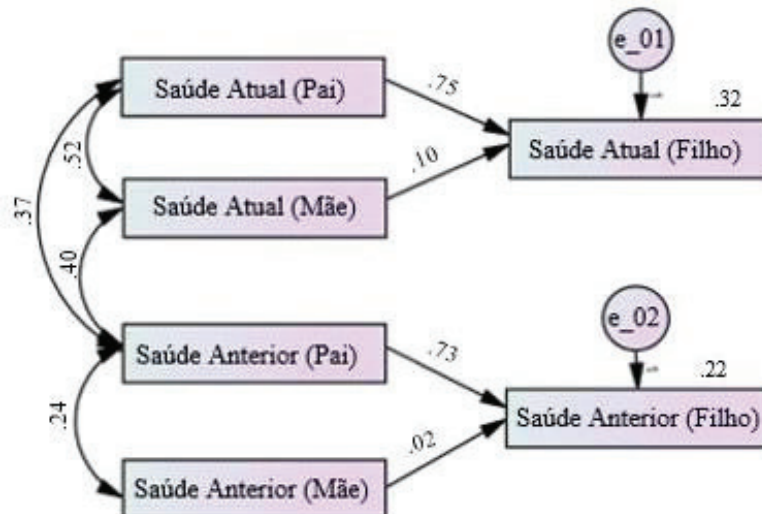 e_01
.32
Saúde Atual (Pai)
.75
Saúde Atual (Filho)
.52
.10
Saúde Atual (Mãe)
.37
.40
e_02
.22
Saúde Anterior (Pai)
.73
Saúde Anterior (Filho)
.24
.02
Saúde Anterior (Mãe)